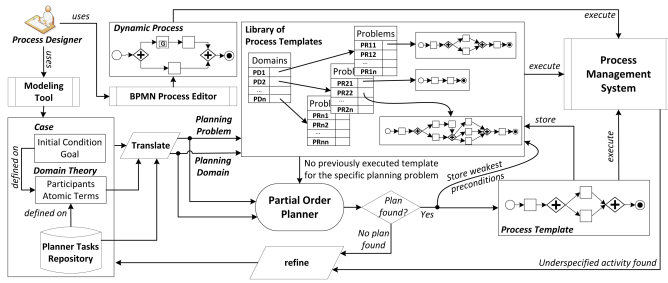 Process Designer
uses
uses
Modeling
Tool
Dynamic Process
BPMN Process Editor
Library of
Process Templates
Domains
PD1
PD2
...
PDn
Problems
PR11
PR12
...
PR1n
Probl
PR21
PR22
...
PR2n
Probl
PRn1
PRn2
...
PRnn
execute
execute
Process
Management
System
store
execute
Case
Initial Condition
Goal
defined on
Domain Theory
Participants
Atomic Terms
defined on
Planner Tasks
Repository
Translate
Planning
Problem
Planning
Domain
No previously executed template
for the specific planning problem
Store weakest
preconditions
Partial Order
Planner
Plan
found?
Yes
No plan
found
Process Template
refine
Underspecified activity found